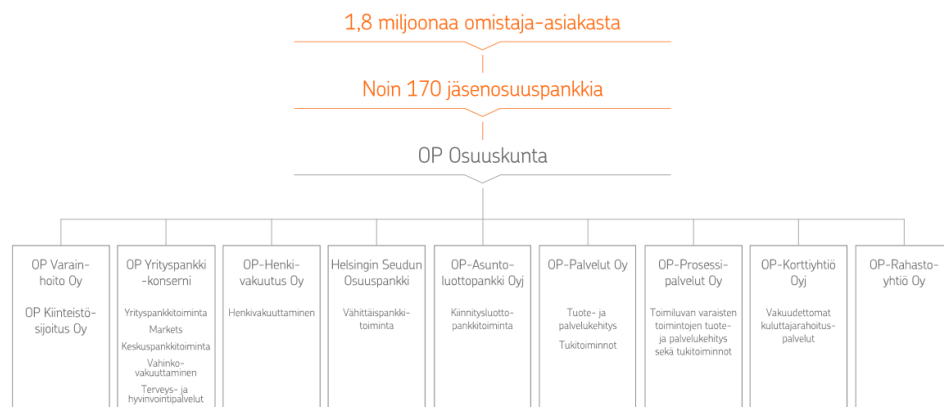 1,8 miljoonaa omistaja-asiakasta
Noin 170 jäsenosuuspankkia
OP Osuuskunta
OP Varain-
hoito Oy
OP Kiinteistö-
sijoitus Oy
OP Yrityspankki
-konserni
Yrityspankkitoiminta
Markets
Keskuspankkitoiminta
Vahinko-
vakuuttaminen
Terveys- ja
hyvinvointipalvelut
OP-Henki-
vakuutus Oy
Henkivakuuttaminen
Helsingin Seudun
Osuuspankki
Vähittäispankki-
toiminta
OP-Asunto-
luottopankki Oyj
Kiinnitysluotto-
pankkitoiminta
OP-Palvelut Oy
Tuote- ja
palvelukehitys
Tukitoiminnot
OP-Prosessi-
palvelut Oy
Toimiluvan varaisten
toimintojen tuote-
ja palvelukehitys
sekä tukitoiminnot
OP-Korttiyhtiö
Oyj
Vakuudettomat
kuluttajarahoitus-
palvelut
OP-Rahasto-
yhtiö Oy